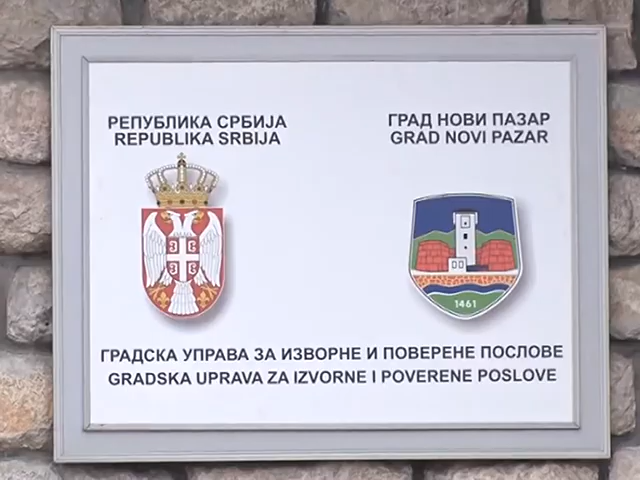 РЕПУБЛИКА СРБИЈА
REPUBLIKA SRBIJA
ГРАД НОВИ ПАЗАР
GRAD NOVI PAZAR
1461
ГРАДСКА УПРАВА ЗА ИЗВОРНЕ И ПОВЕРЕНЕ ПОСЛОВЕ
GRADSKA UPRAVA ZA IZVORNE I POVERENE POSLOVE